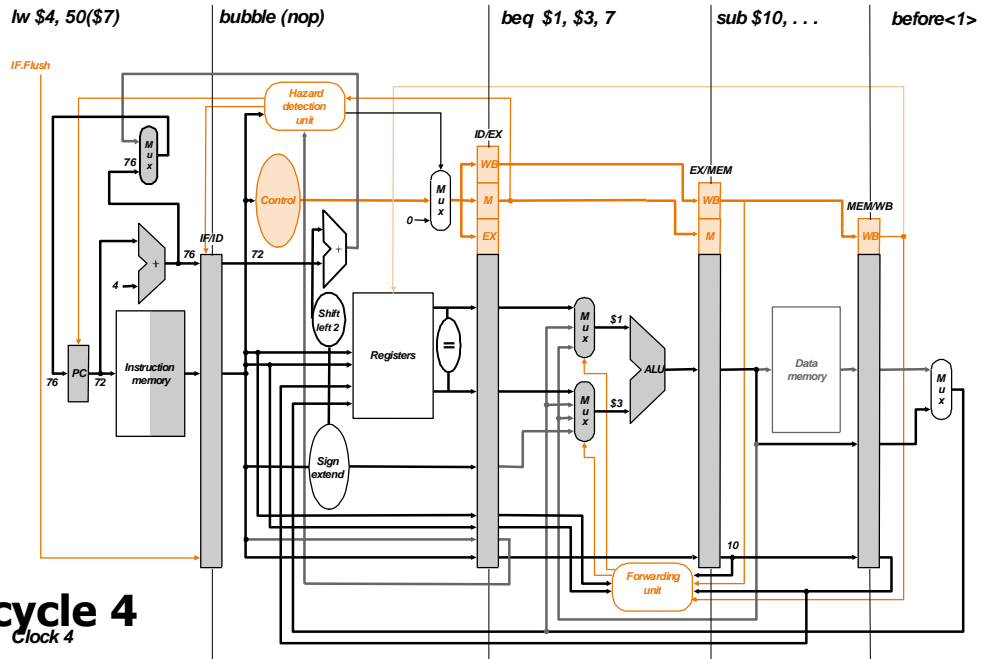 lw $4, 50($7)
bubble (nop)
beq $1, $3, 7
sub $10, . . .
before<1>
IF.Flush
Hazard
detection
unit
ID/EX
M
u
x
76
WB
EX/MEM
Control
M
u
x
M
WB
MEM/WB
0
EX
M
WB
IF/ID
+
76
72
+
4
Shift
left 2
M
u
x
$1
Registers
=
Instruction
memory
76
PC
72
ALU
Data
memory
M
u
x
M
u
x
$3
Sign
extend
10
Forwarding
unit
cycle 4
Clock 4